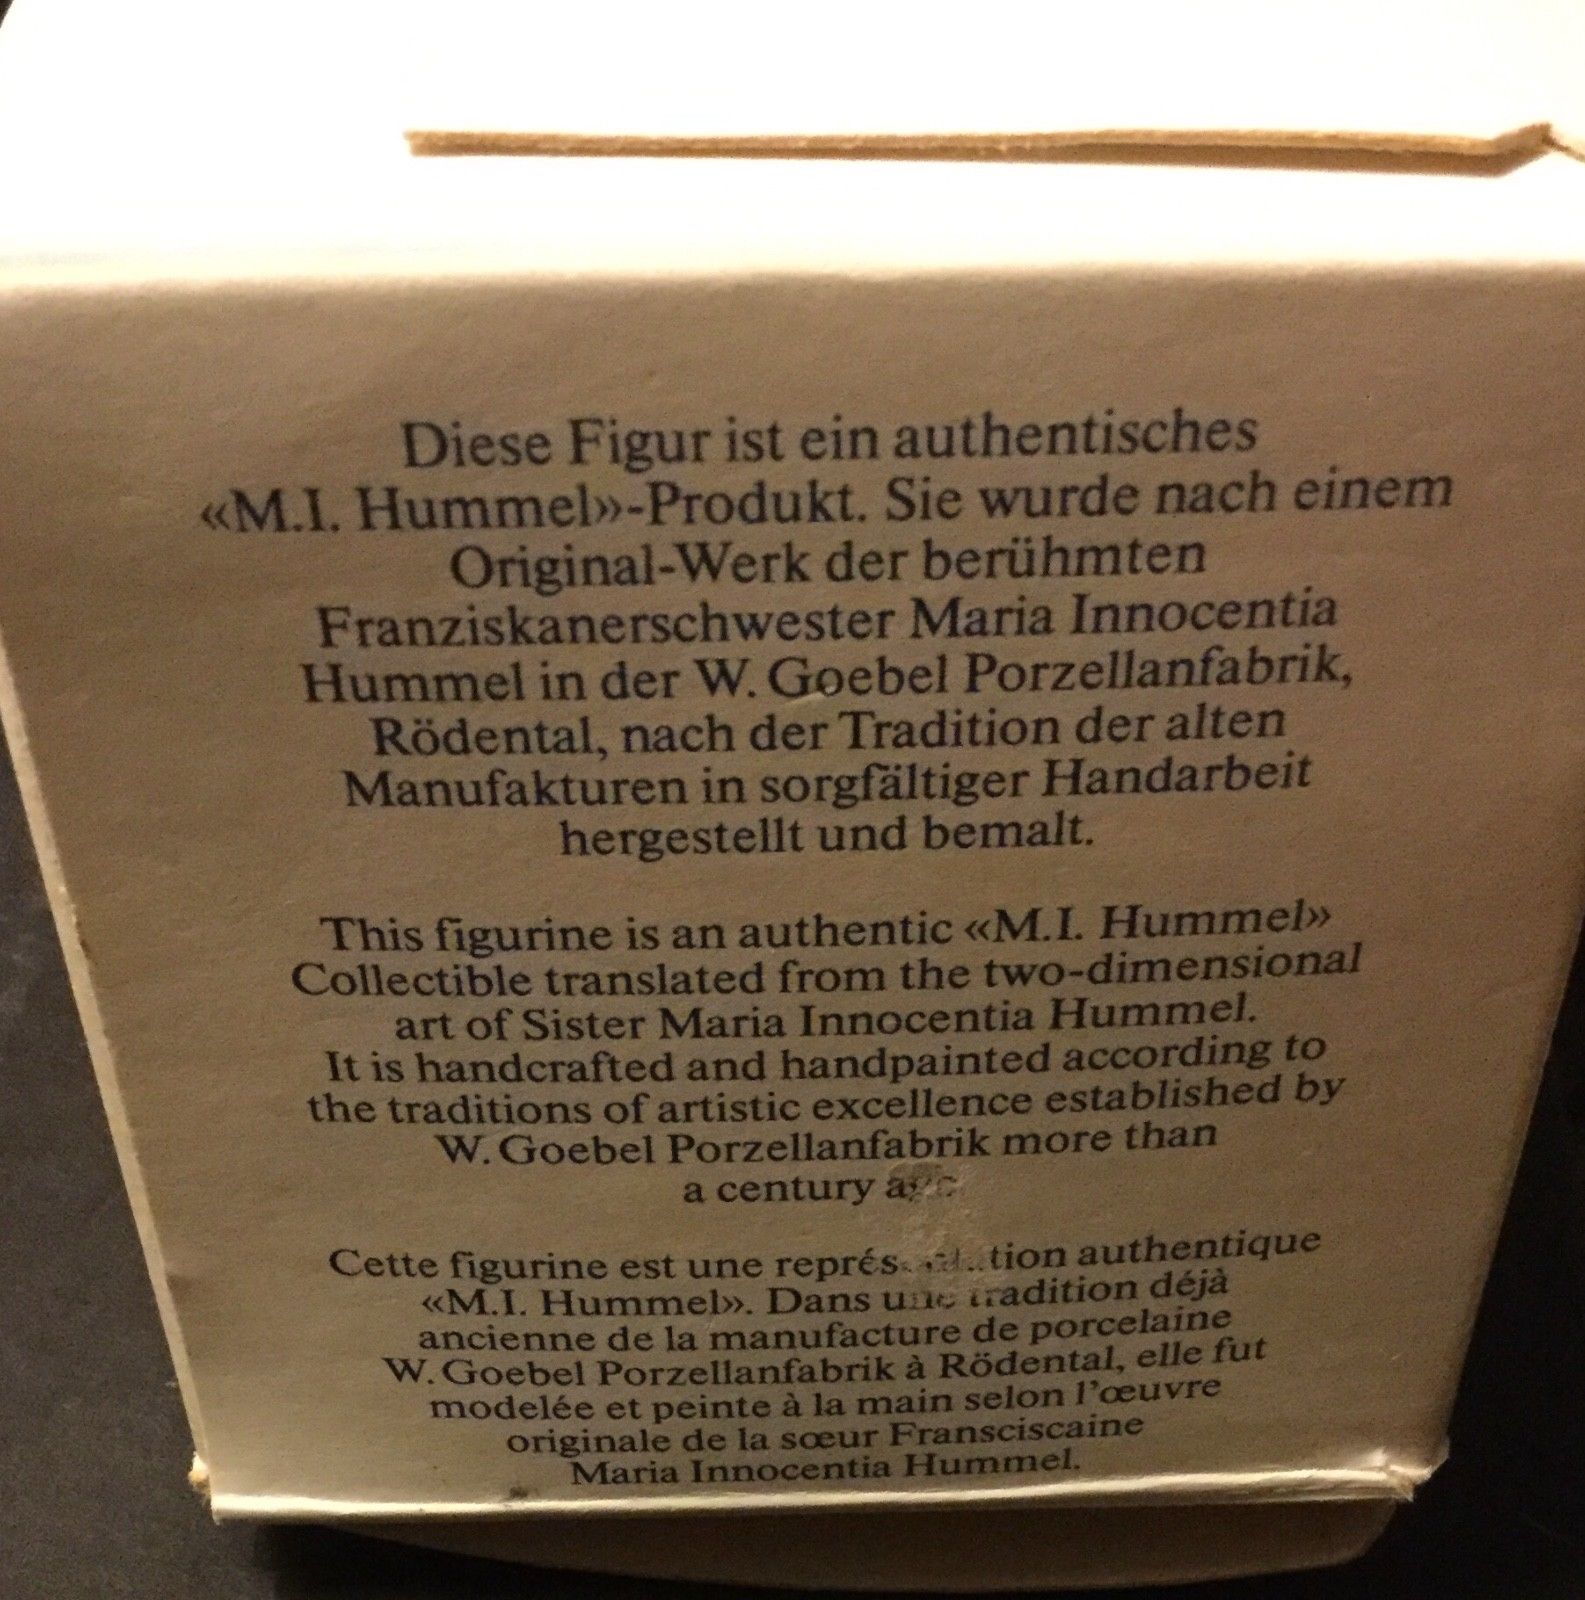 Diese Figur ist ein authentisches
«M.I. Hummel»-Produkt. Sie wurde nach einem
Original-Werk der berühmten
Franziskanerschwester Maria Innocentia
Hummel in der W. Goebel Porzellanfabrik,
Rödental, nach der Tradition der alten
Manufakturen in sorgfältiger Handarbeit
hergestellt und bemalt.
This figurine is an authentic «M.I. Hummel»
Collectible translated from the two-dimensional
art of Sister Maria Innocentia Hummel.
It is handcrafted and handpainted according to
the traditions of artistic excellence established by
W. Goebel Porzellanfabrik more than
a century
Cette figurine est une authentique
«M.I. Hummel». Dans une tradition déjà
ancienne de la manufacture de porcelaine
W. Goebel Porzellanfabrik à Rödental, elle fut
modelée et peinte à la main selon l'œuvre
originale de la sœur Fransciscaine
Maria Innocentia Hummel.